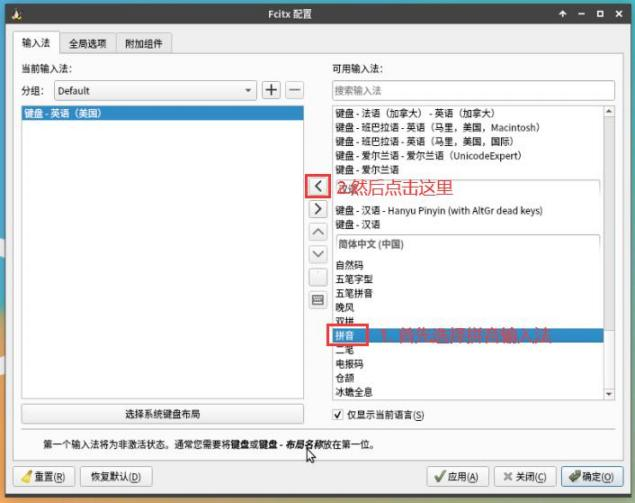 Fcitx 配置
输入法 全局选项 附加组件
当前输入法：
分组： Default
键盘 - 英语（美国）
选择系统键盘布局
可用输入法：
搜索输入法
键盘 - 法语（加拿大） - 英语（加拿大）
键盘 - 班巴拉语 - 英语（马里，美国，Macintosh）
键盘 - 班巴拉语 - 英语（马里，美国，国际）
键盘 - 爱尔兰语 - 爱尔兰语（UnicodeExpert）
键盘 - 爱尔兰语
2.然后点击这里
汉语
键盘 - 汉语 - Hanyu Pinyin (with AltGr dead keys)
键盘 - 汉语
简体中文 (中国)
自然码
五笔字型
五笔拼音
晚风
双拼
拼音
1. 首先选择拼音输入法
二笔
电报码
仓颉
冰蟾全息
仅显示当前语言(S)
第一个输入法将为非激活状态。通常您需要将键盘或键盘 - 布局名称放在第一位。
重置(R) 恢复默认(D) 应用(A) 关闭(C) 确定(O)